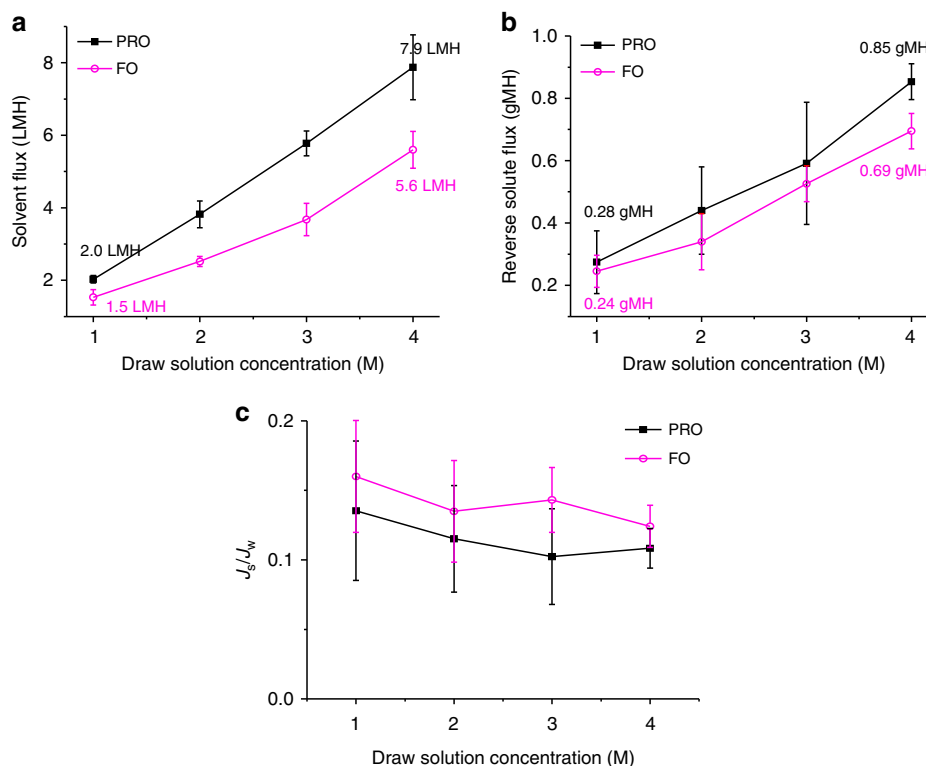 a
PRO
FO
8
6
4
2
Solvent flux (LMH)
7.9 LMH
5.6 LMH
2.0 LMH
1.5 LMH
1 2 3 4
Draw solution concentration (M)
b
PRO
FO
1.0
0.8
0.6
0.4
0.2
Reverse solute flux (gMH)
0.85 gMH
0.69 gMH
0.28 gMH
0.24 gMH
1 2 3 4
Draw solution concentration (M)
c
PRO
FO
0.2
0.1
0.0
Js/Jw
1 2 3 4
Draw solution concentration (M)